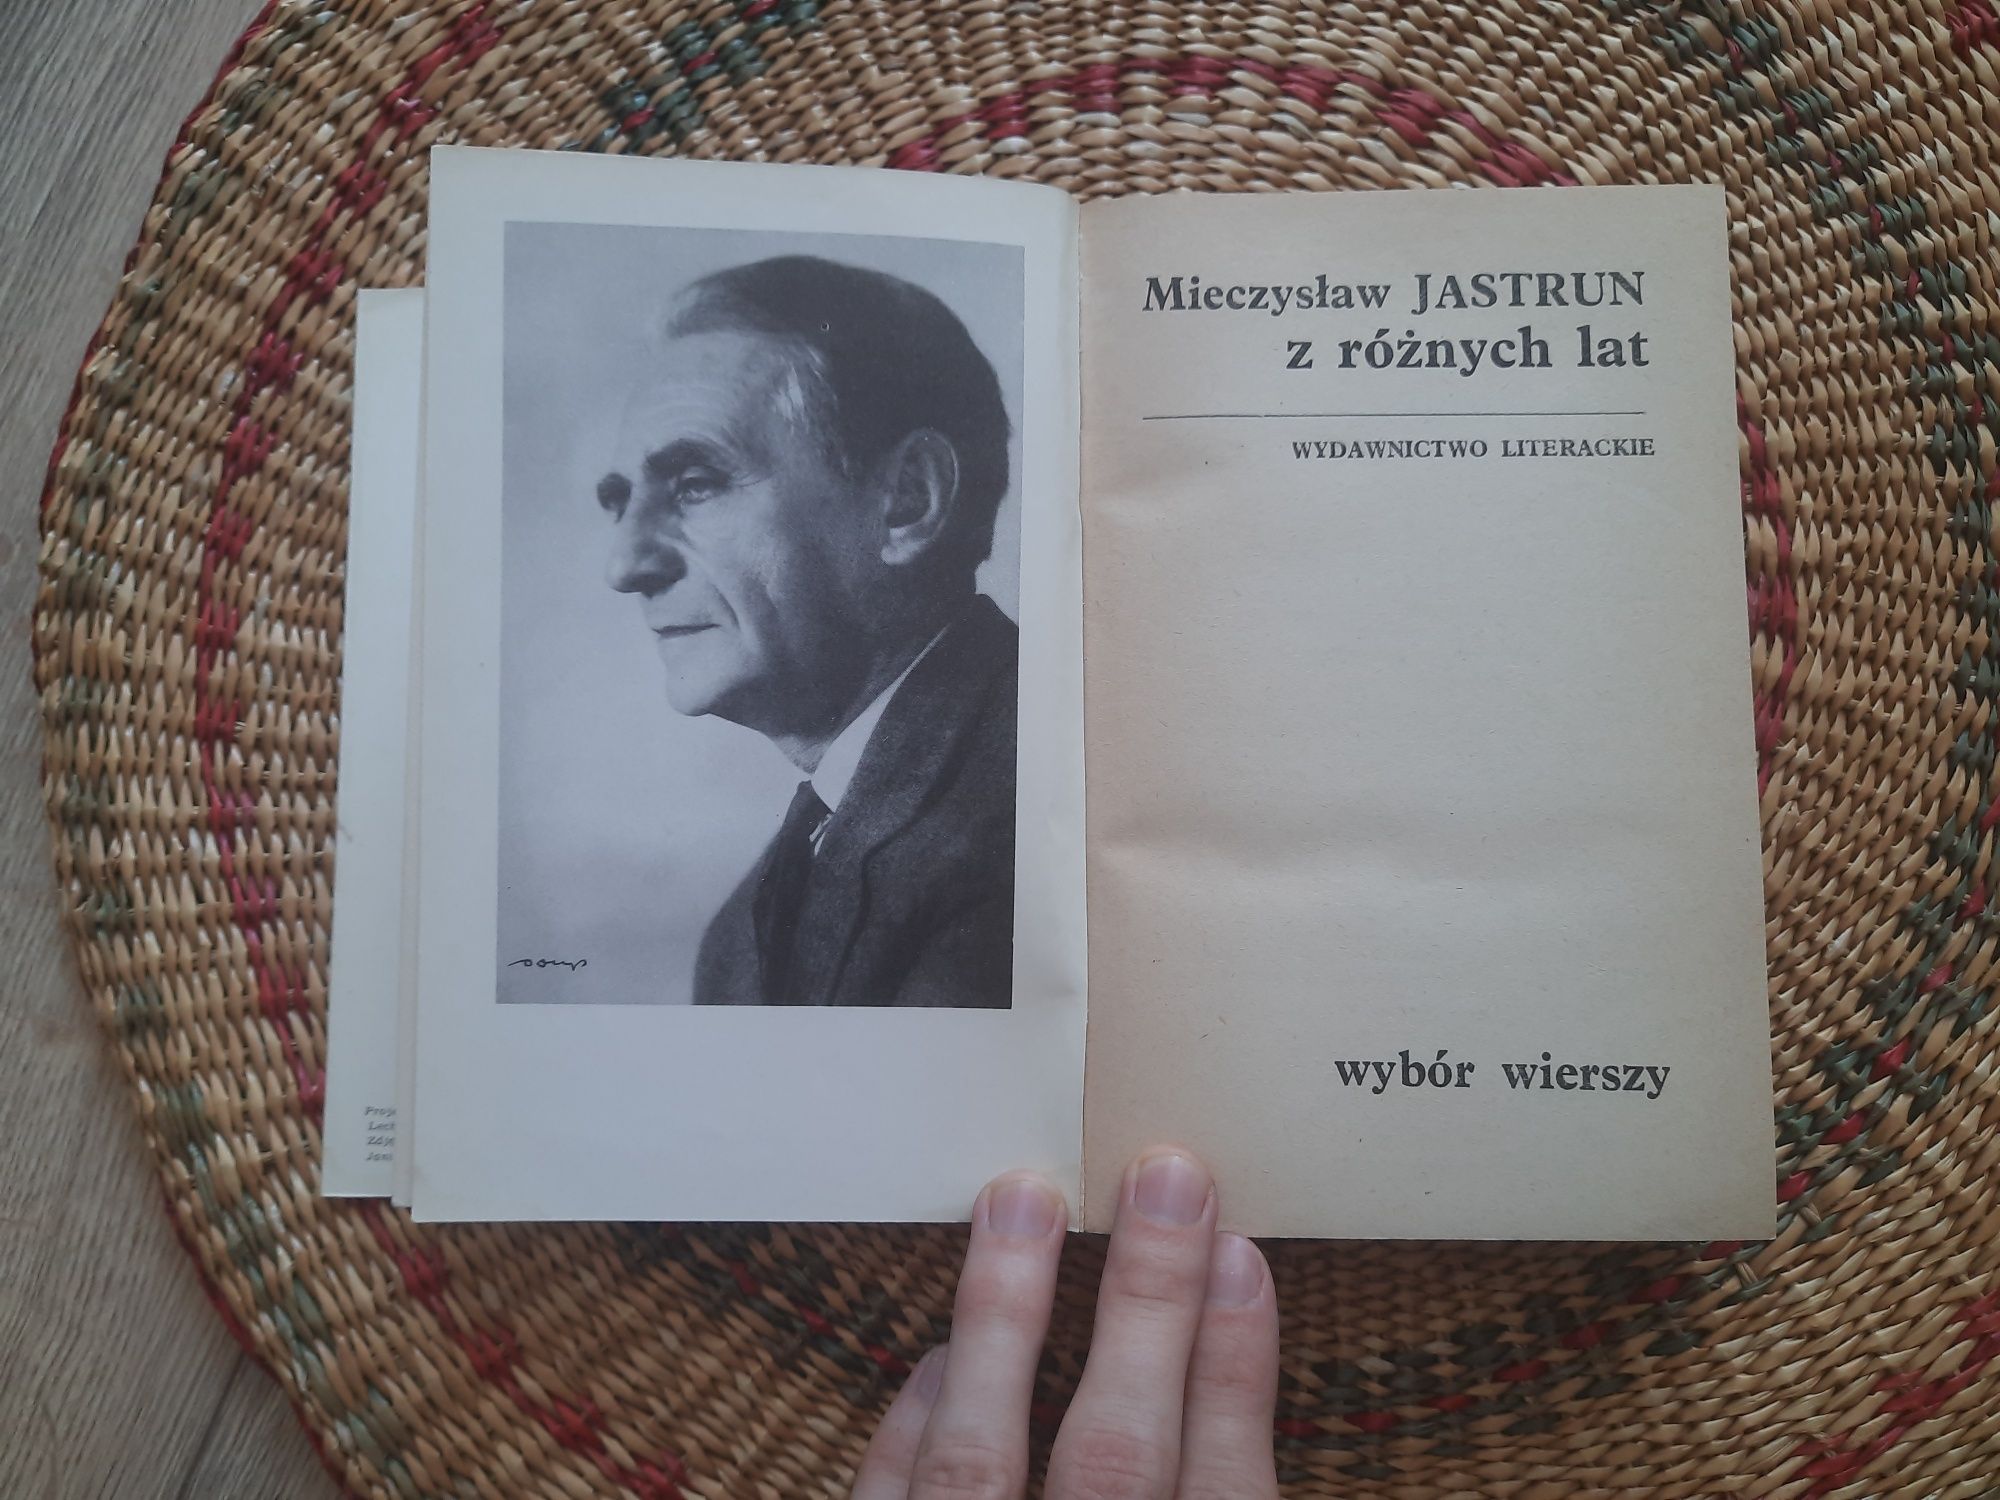 Mieczysław JASTRUN
z różnych lat
WYDAWNICTWO LITERACKIE
wybór wierszy